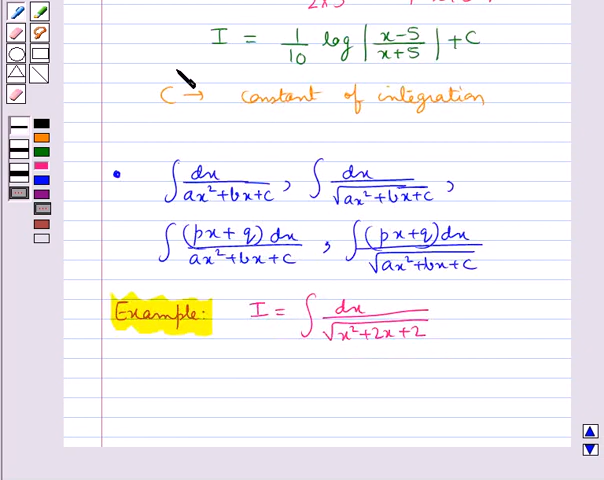 I = 1/10 log |x-5/x+5| + C
C → constant of integration
• ∫ dx/ax²+bx+c , ∫ dx/√ax²+bx+c ,
∫ (px+q)dx/ax²+bx+c , ∫ (px+q)dx/√ax²+bx+c
Example: I = ∫ dx/√x²+2x+2